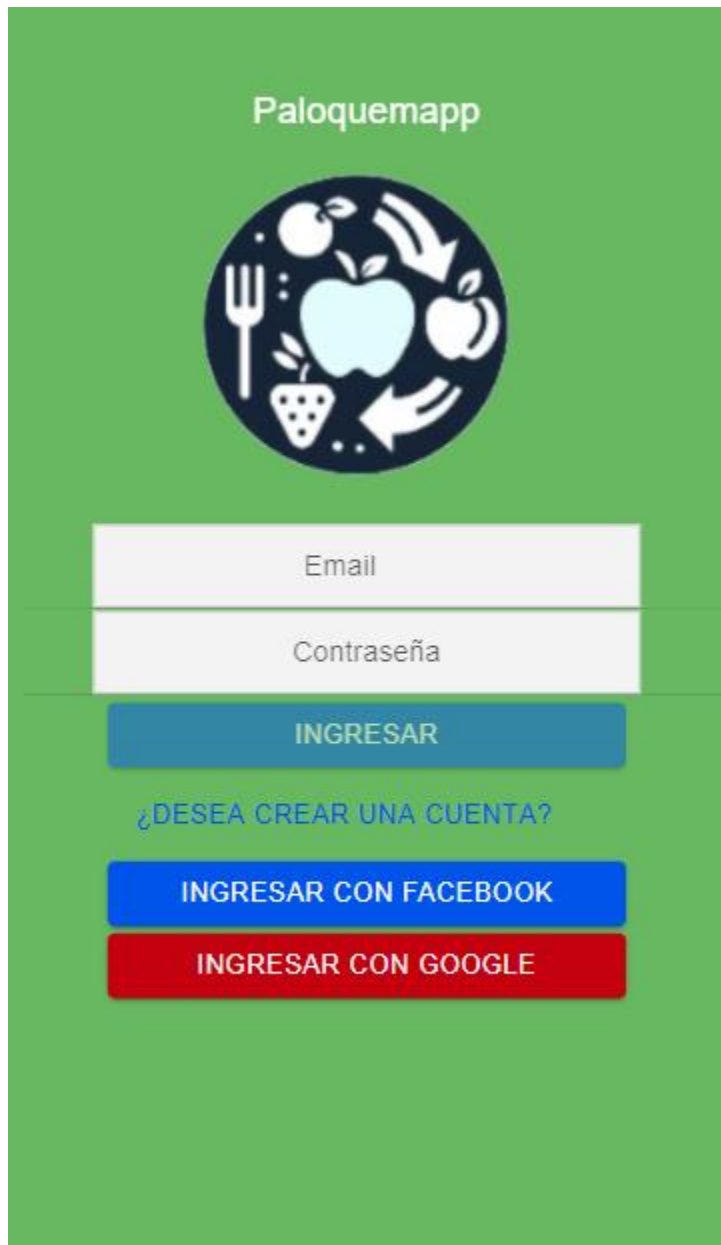 Paloquemapp
Email
Contraseña
INGRESAR
¿DESEA CREAR UNA CUENTA?
INGRESAR CON FACEBOOK
INGRESAR CON GOOGLE